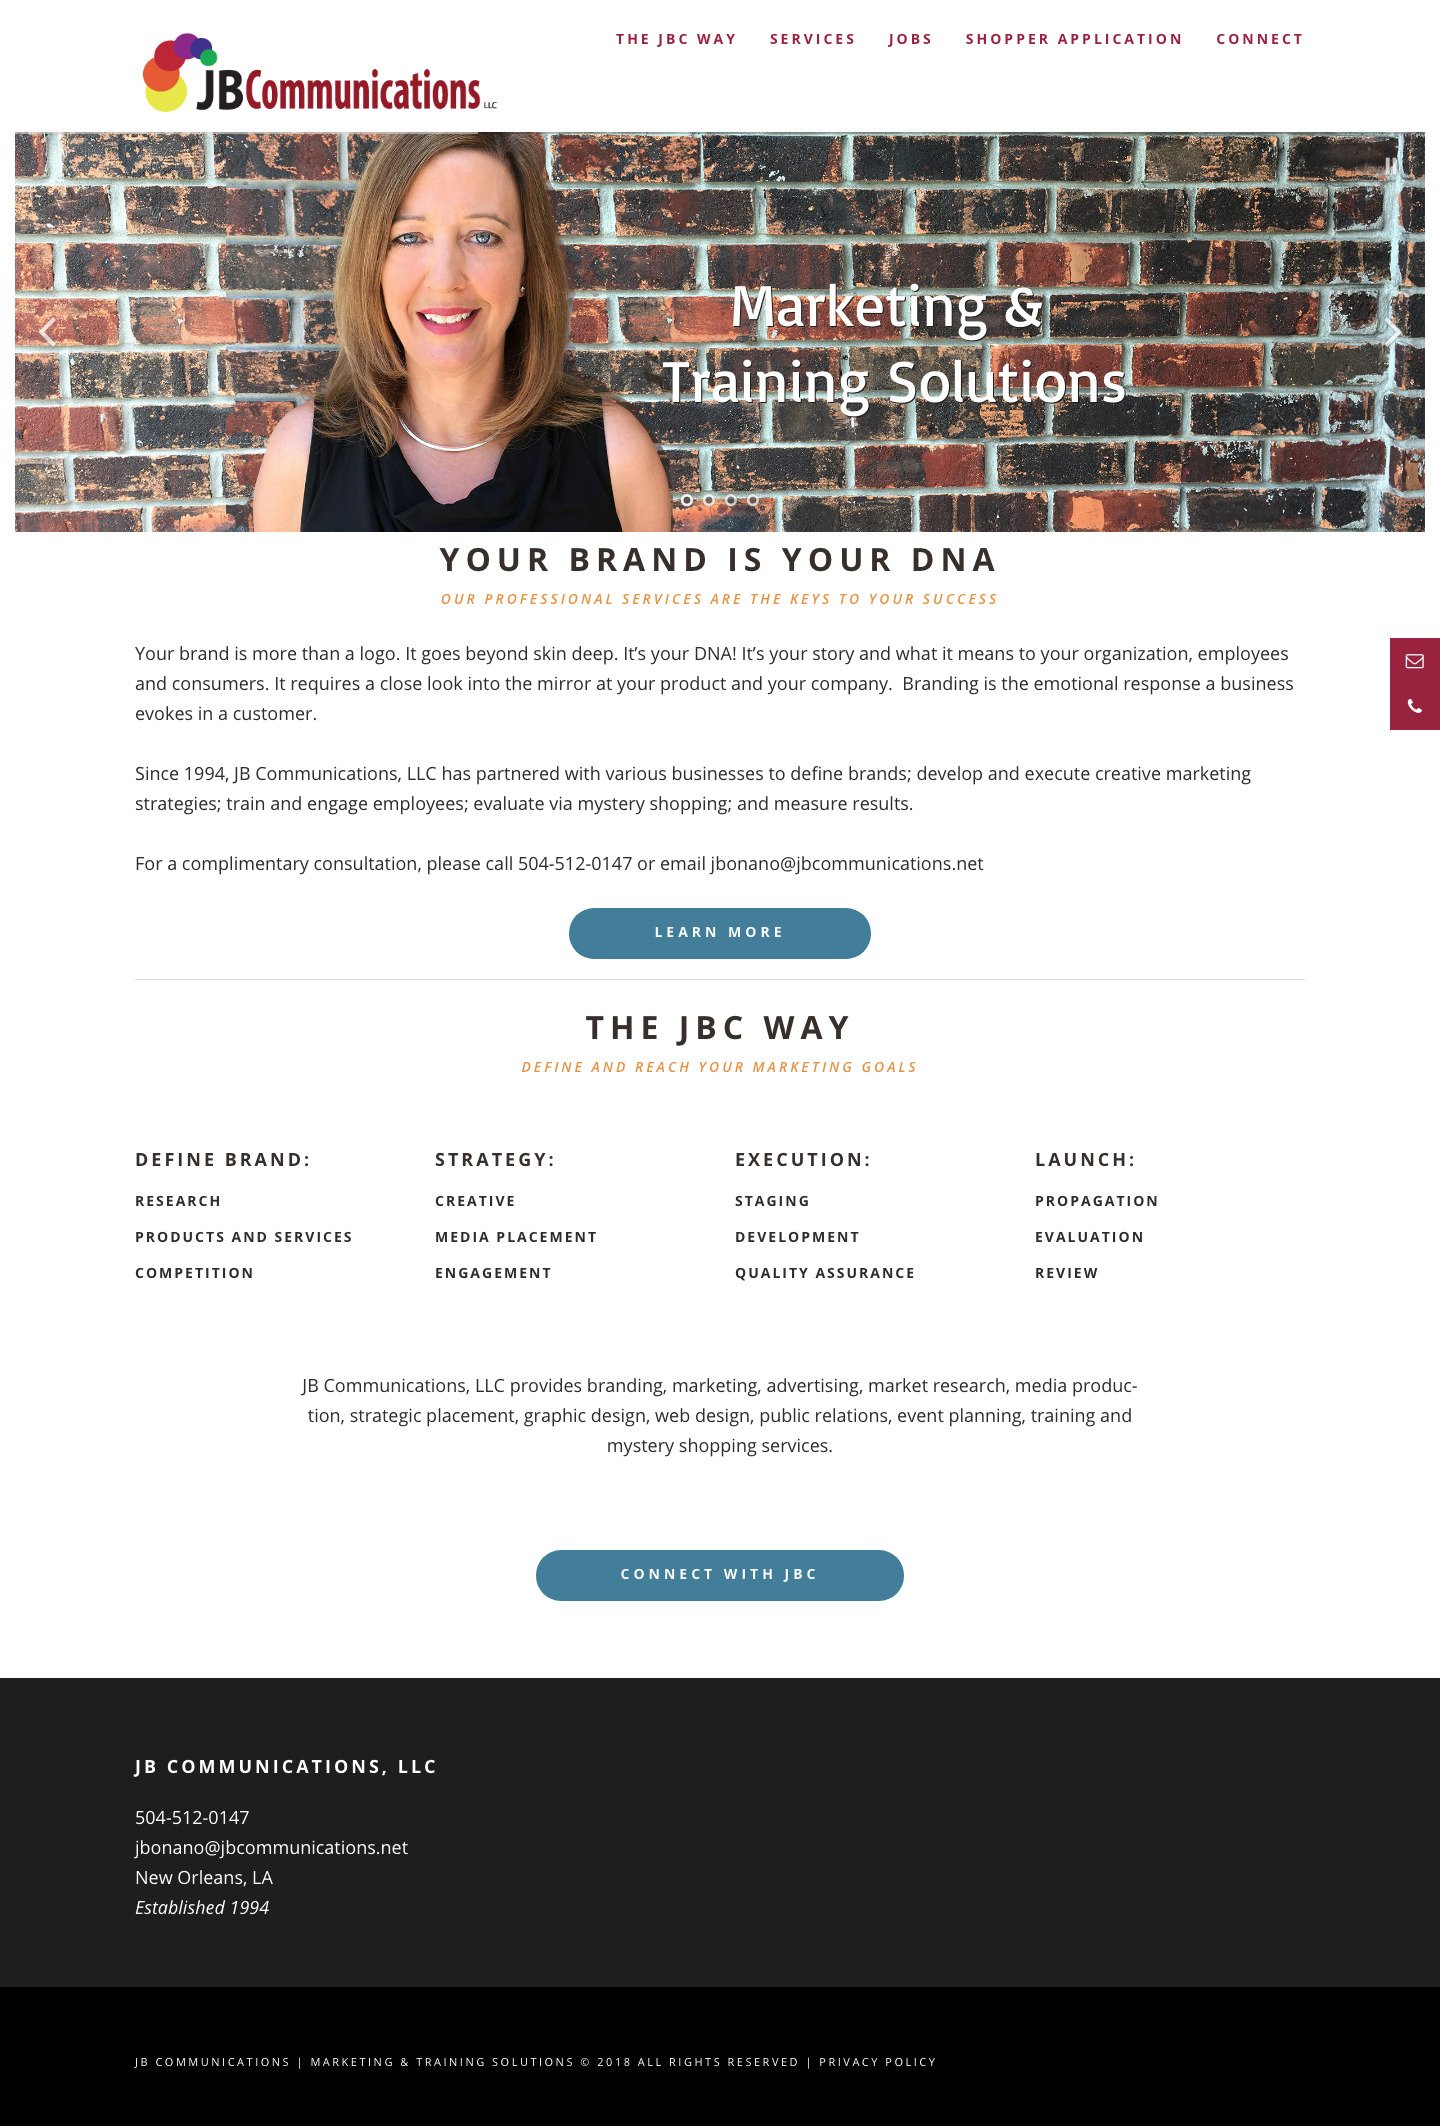 THE JBC WAY SERVICES JOBS SHOPPER APPLICATION CONNECT
JBCommunications LLC
Marketing &
Training Solutions
YOUR BRAND IS YOUR DNA
OUR PROFESSIONAL SERVICES ARE THE KEYS TO YOUR SUCCESS
Your brand is more than a logo. It goes beyond skin deep. It’s your DNA! It’s your story and what it means to your organization, employees
and consumers. It requires a close look into the mirror at your product and your company.  Branding is the emotional response a business
evokes in a customer.
Since 1994, JB Communications, LLC has partnered with various businesses to define brands; develop and execute creative marketing
strategies; train and engage employees; evaluate via mystery shopping; and measure results.
For a complimentary consultation, please call 504-512-0147 or email jbonano@jbcommunications.net
LEARN MORE
THE JBC WAY
DEFINE AND REACH YOUR MARKETING GOALS
DEFINE BRAND:
RESEARCH
PRODUCTS AND SERVICES
COMPETITION
STRATEGY:
CREATIVE
MEDIA PLACEMENT
ENGAGEMENT
EXECUTION:
STAGING
DEVELOPMENT
QUALITY ASSURANCE
LAUNCH:
PROPAGATION
EVALUATION
REVIEW
JB Communications, LLC provides branding, marketing, advertising, market research, media produc-
tion, strategic placement, graphic design, web design, public relations, event planning, training and
mystery shopping services.
CONNECT WITH JBC
JB COMMUNICATIONS, LLC
504-512-0147
jbonano@jbcommunications.net
New Orleans, LA
Established 1994
JB COMMUNICATIONS | MARKETING & TRAINING SOLUTIONS © 2018 ALL RIGHTS RESERVED | PRIVACY POLICY